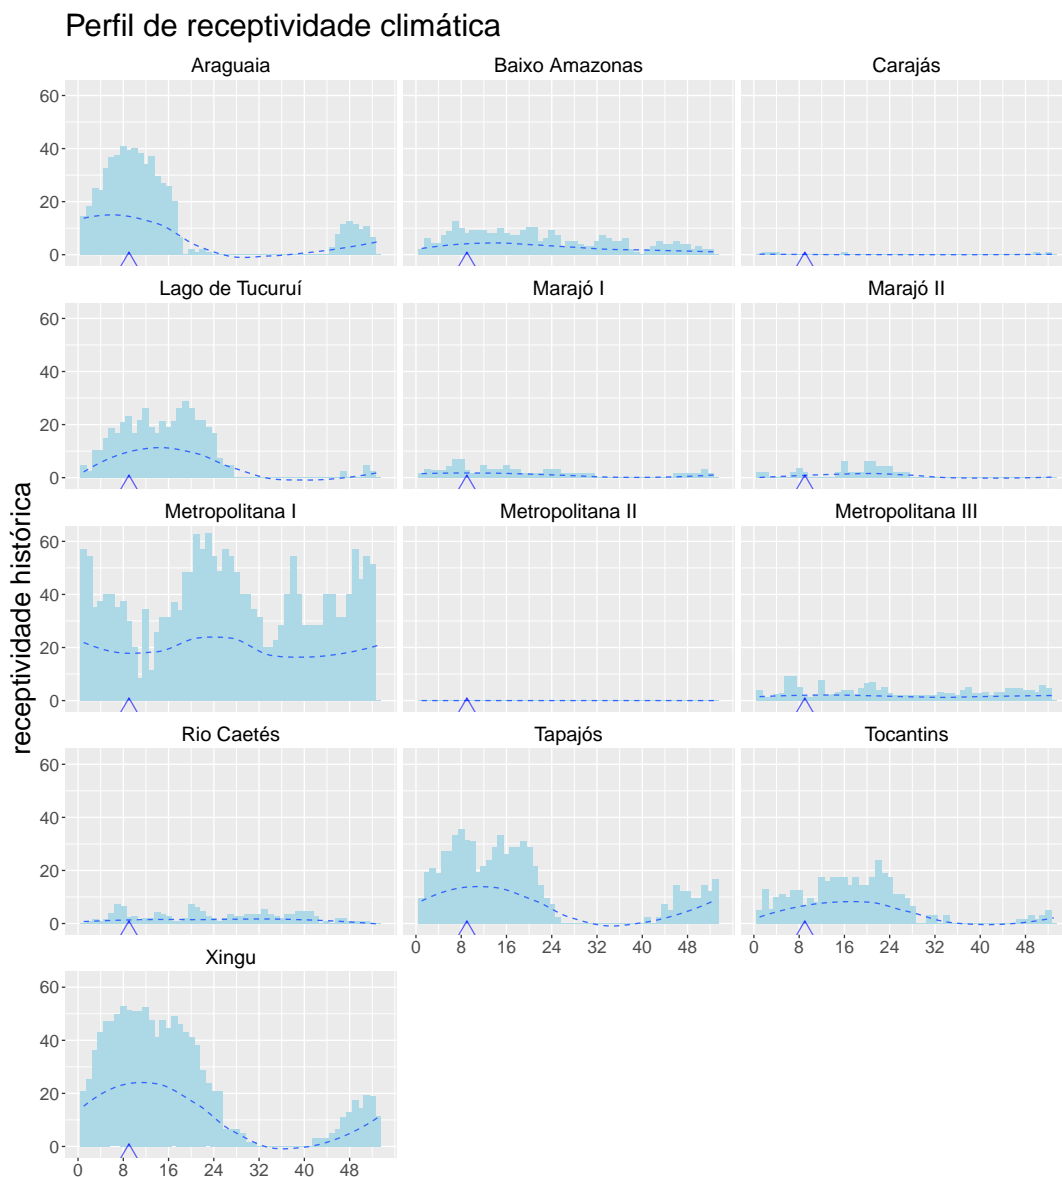 Perfil de receptividade climática
Araguaia
Baixo Amazonas
Carajás
60
40
20
0
Lago de Tucuruí
Marajó I
Marajó II
60
40
20
0
Metropolitana I
Metropolitana II
Metropolitana III
60
40
20
0
receptividade histórica
Rio Caetés
Tapajós
Tocantins
60
40
20
0
0 8 16 24 32 40 48
0 8 16 24 32 40 48
Xingu
60
40
20
0
0 8 16 24 32 40 48